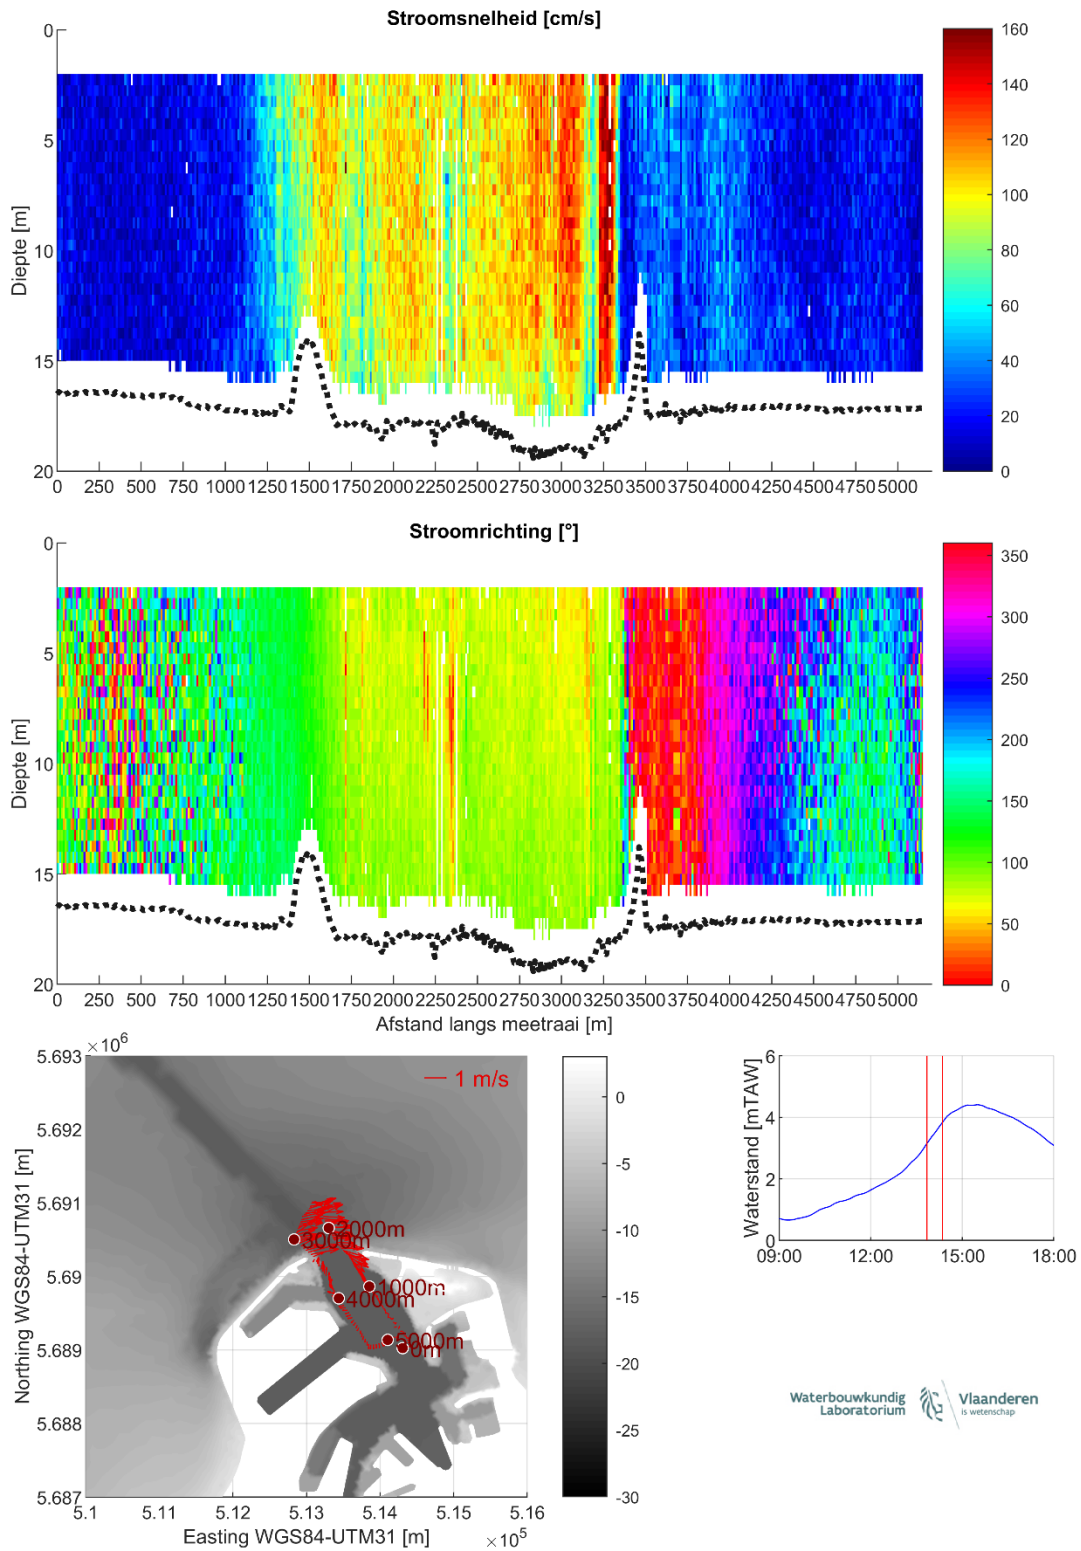 Stroomsnelheid [cm/s]
Diepte [m]
0
5
10
15
20
0 250 500 750 1000 1250 1500 1750 2000 2250 2500 2750 3000 3250 3500 3750 4000 4250 4500 4750 5000
160
140
120
100
80
60
40
20
0
Stroomrichting [°]
Diepte [m]
0
5
10
15
20
0 250 500 750 1000 1250 1500 1750 2000 2250 2500 2750 3000 3250 3500 3750 4000 4250 4500 4750 5000
Afstand langs meetraai [m]
350
300
250
200
150
100
50
0
×10⁶
Northing WGS84-UTM31 [m]
5.693
5.692
5.691
5.69
5.689
5.688
5.687
1 m/s
2000m
3000m
1000m
4000m
5000m
0m
5.1 5.11 5.12 5.13 5.14 5.15 5.16
Easting WGS84-UTM31 [m]
×10⁵
0
-5
-10
-15
-20
-25
-30
Waterstand [mTAW]
6
4
2
0
09:00 12:00 15:00 18:00
Waterbouwkundig
Laboratorium
Vlaanderen
is wetenschap